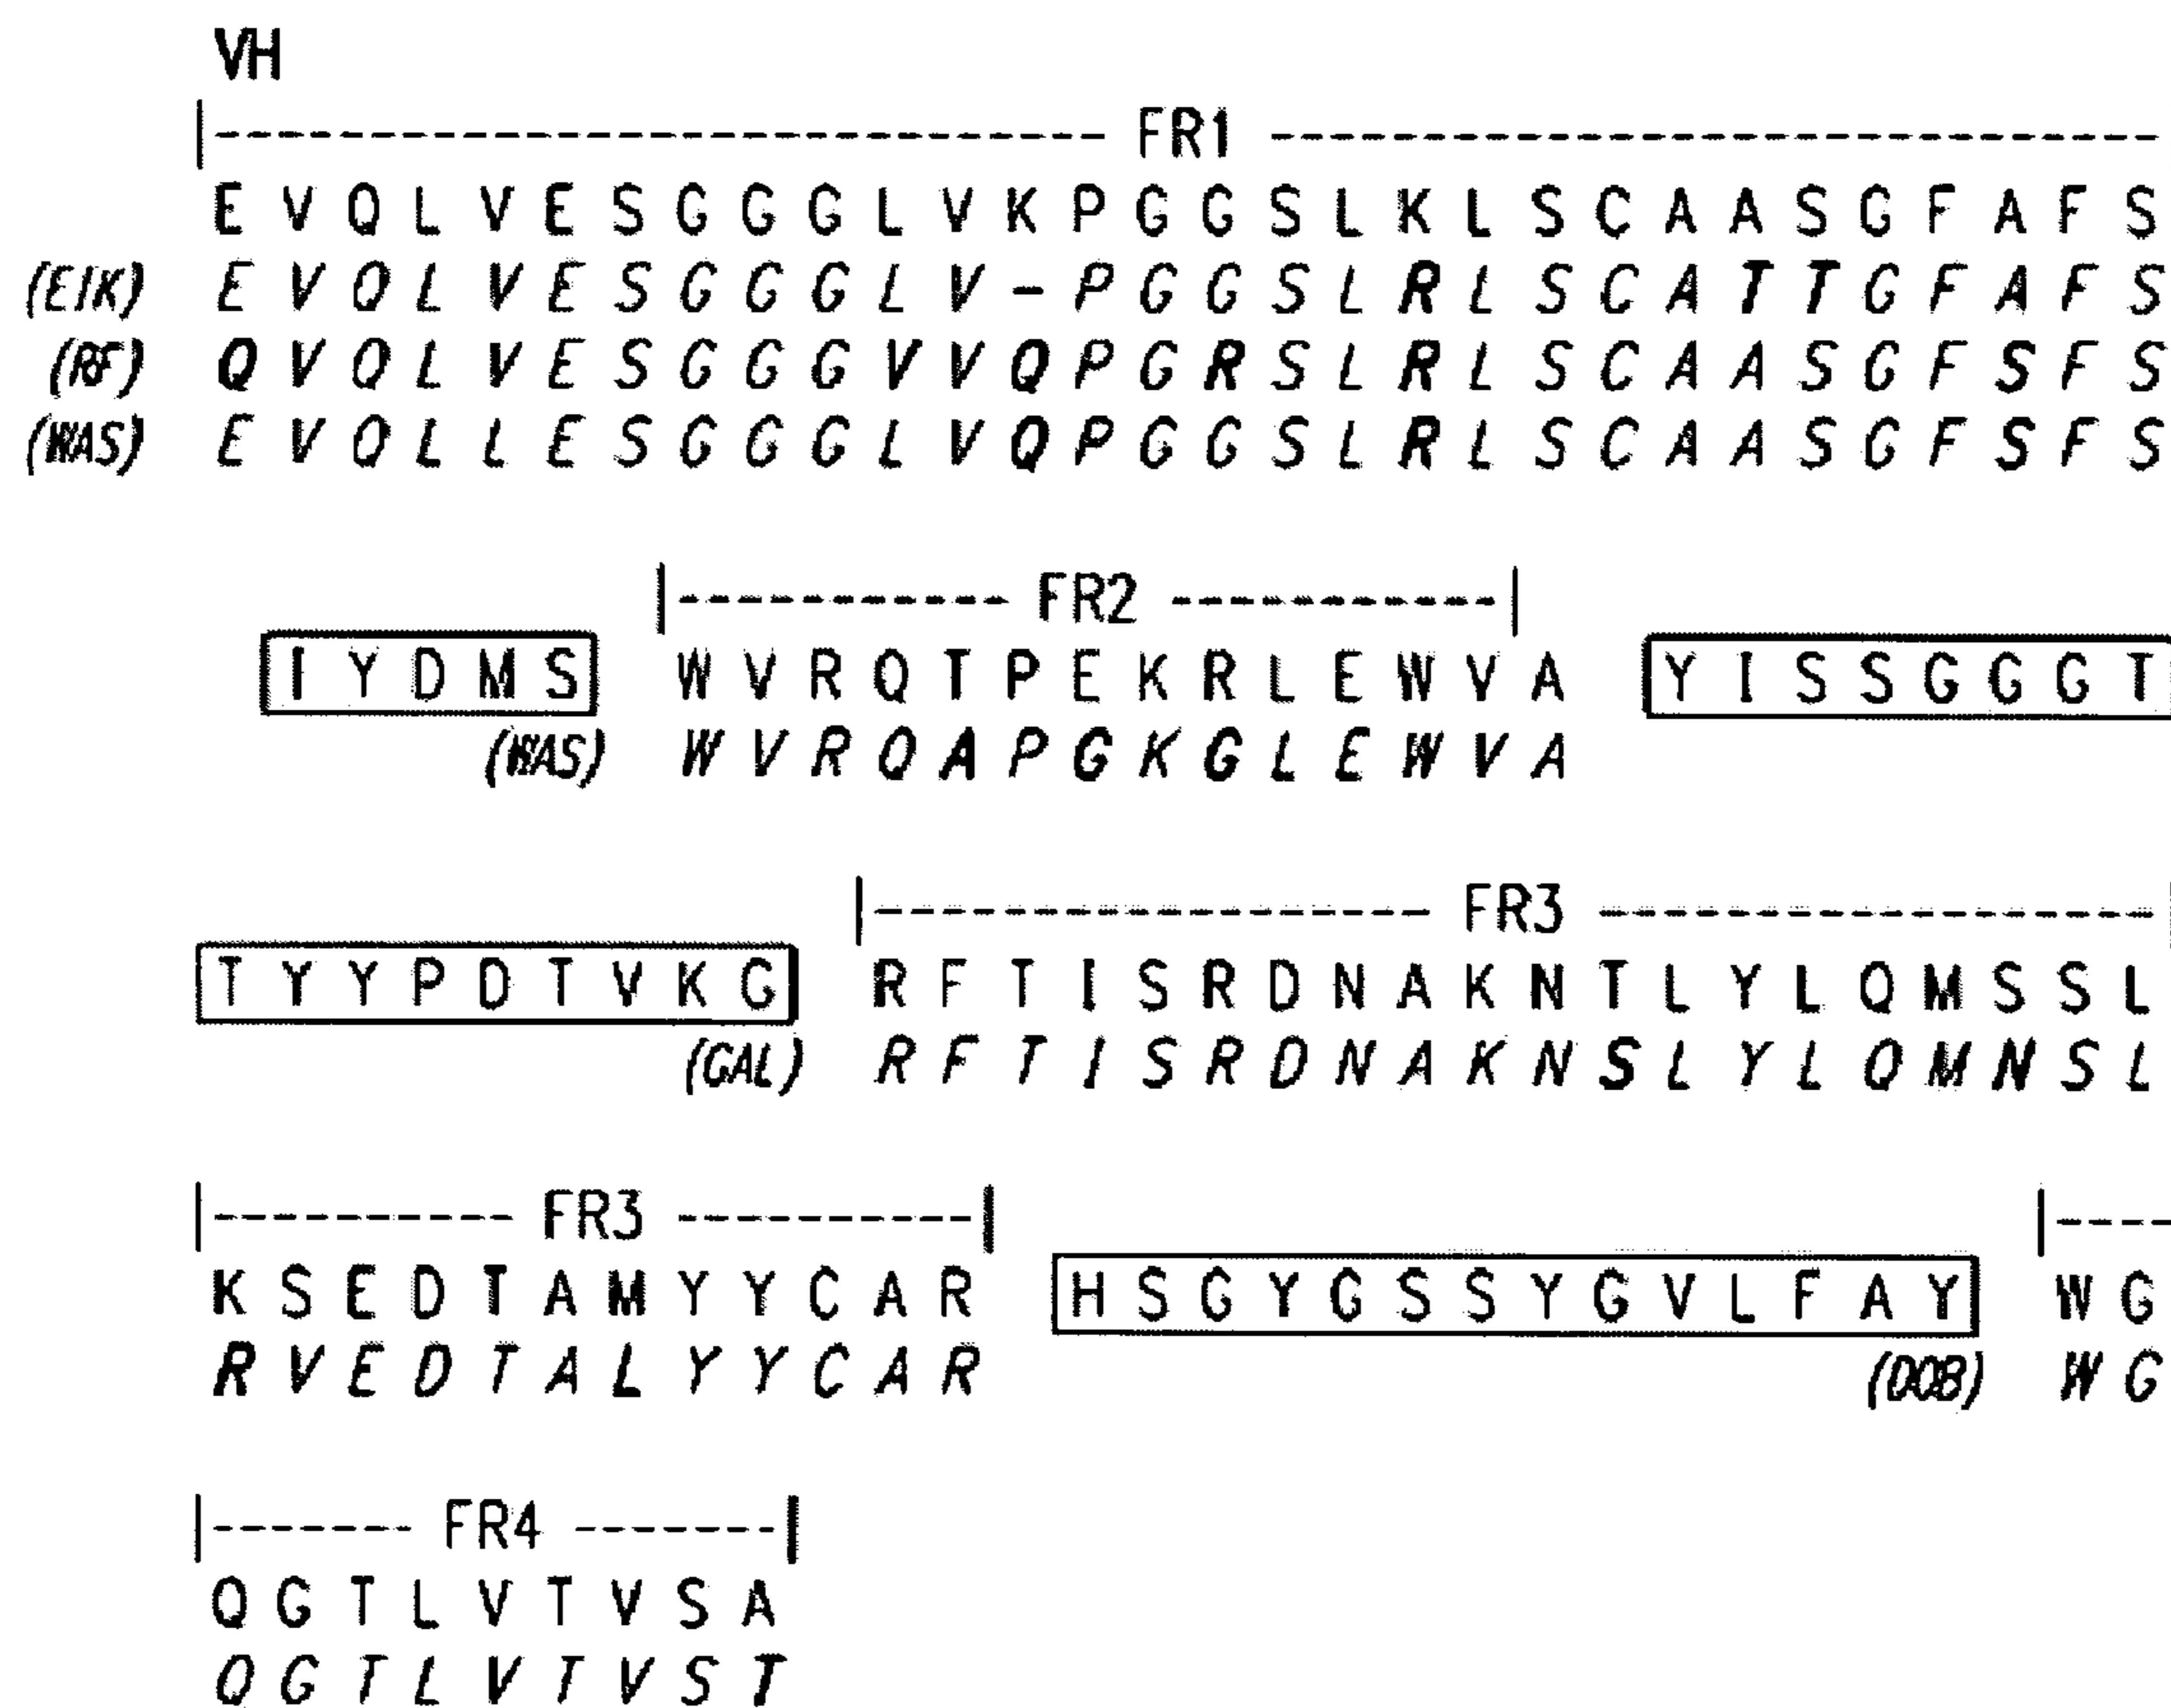 VH
|---------------------------- FR1 ----------------------------
E V Q L V E S G G G L V K P G G S L K L S C A A S G F A F S
(EIK) E V Q L V E S G G G L V - P G G S L R L S C A T T G F A F S
(RF) Q V Q L V E S G G G V V Q P G R S L R L S C A A S G F S F S
(WAS) E V Q L L E S G G G L V Q P G G S L R L S C A A S G F S F S
|----------- FR2 -----------|
I Y D M S W V R Q T P E K R L E W V A Y I S S G G G T
(WAS) W V R Q A P G K G L E W V A
|----------------- FR3 -----------------|
T Y Y P D T V K G R F T I S R D N A K N T L Y L Q M S S L
(GAL) R F T I S R D N A K N S L Y L Q M N S L
|---------- FR3 ----------| |----
K S E D T A M Y Y C A R H S G Y G S S Y G V L F A Y W G
R V E D T A L Y Y C A R (DOB) W G
|------- FR4 -------|
Q G T L V T V S A
Q G T L V T V S T